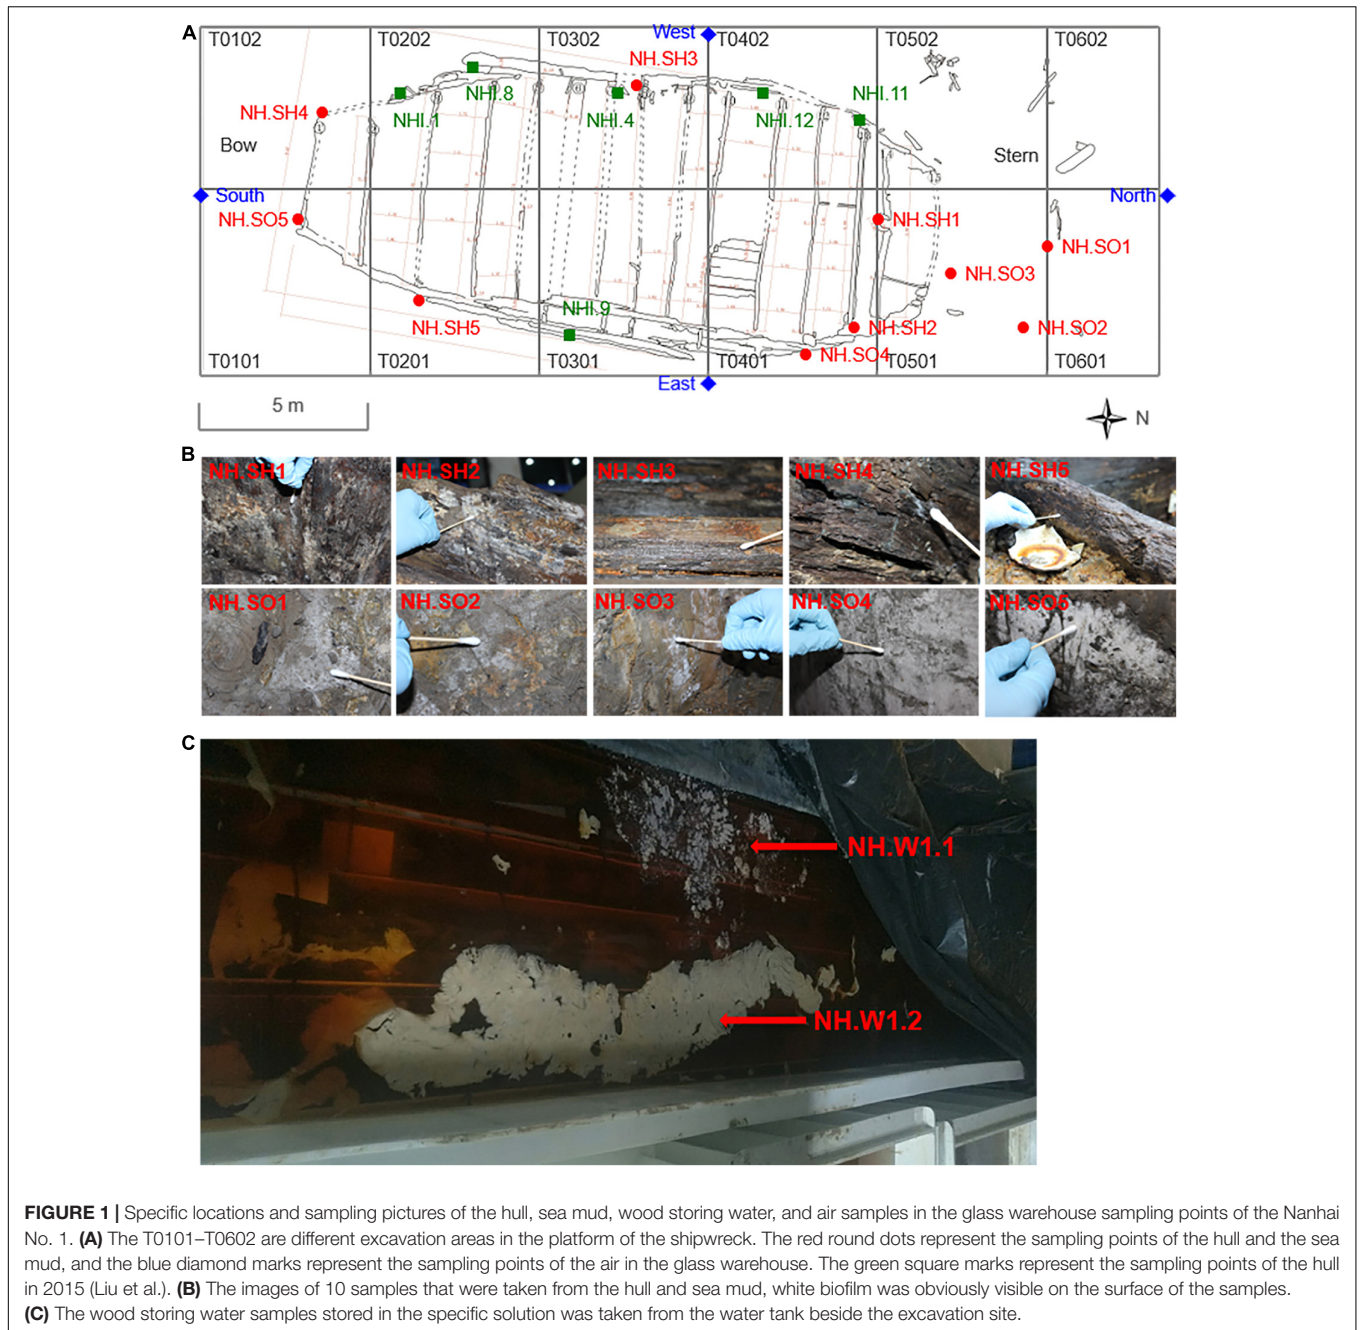 A
T0102 T0202 T0302 West T0402 T0502 T0602
NH.SH3
NH.SH4 NHI.8 NHI.11
NHI.1 NHI.4 NHI.12
Bow Stern
South North
NH.SO5 NH.SH1
NH.SO1
NH.SO3
NHI.9
NH.SH5 NH.SH2 NH.SO2
NH.SO4
T0101 T0201 T0301 T0401 T0501 T0601
East
5 m
N
B
NH.SH1 NH.SH2 NH.SH3 NH.SH4 NH.SH5
NH.SO1 NH.SO2 NH.SO3 NH.SO4 NH.SO5
C
NH.W1.1
NH.W1.2
FIGURE 1 | Specific locations and sampling pictures of the hull, sea mud, wood storing water, and air samples in the glass warehouse sampling points of the Nanhai
No. 1. (A) The T0101–T0602 are different excavation areas in the platform of the shipwreck. The red round dots represent the sampling points of the hull and the sea
mud, and the blue diamond marks represent the sampling points of the air in the glass warehouse. The green square marks represent the sampling points of the hull
in 2015 (Liu et al.). (B) The images of 10 samples that were taken from the hull and sea mud, white biofilm was obviously visible on the surface of the samples.
(C) The wood storing water samples stored in the specific solution was taken from the water tank beside the excavation site.